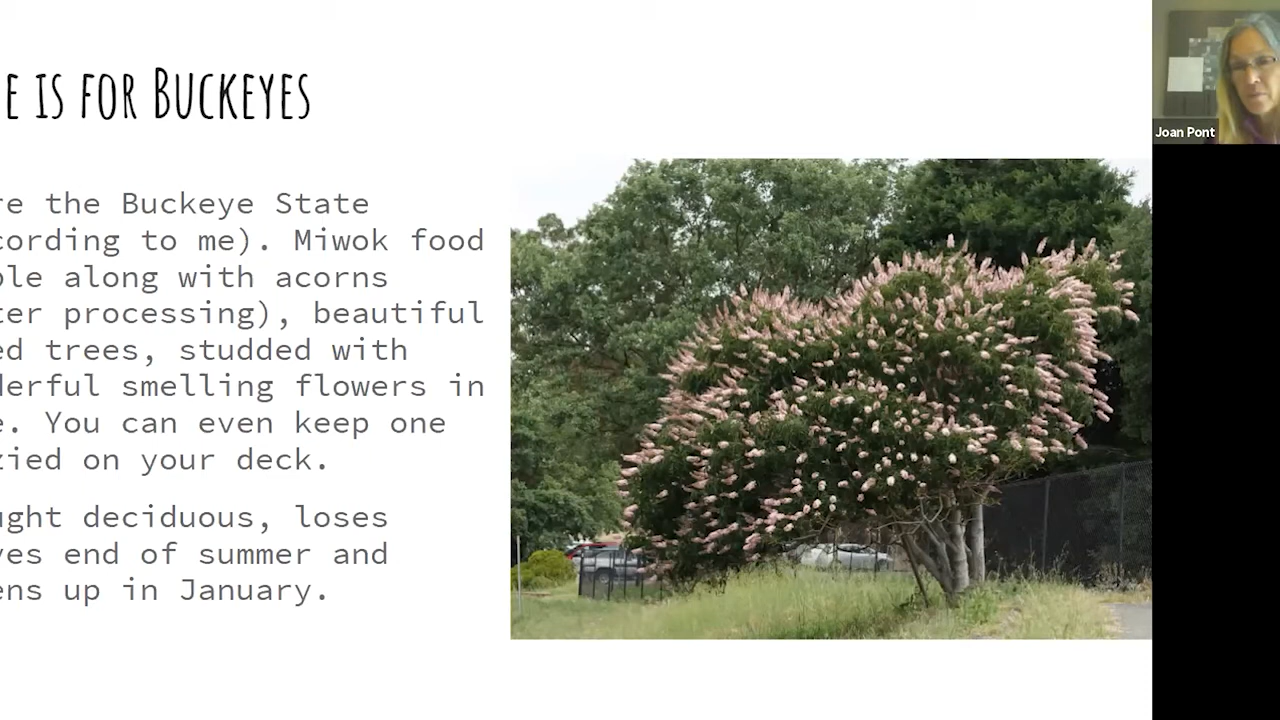 E IS FOR BUCKEYES
re the Buckeye State
cording to me). Miwok food
ple along with acorns
ter processing), beautiful
ed trees, studded with
derful smelling flowers in
e. You can even keep one
zied on your deck.
ught deciduous, loses
ves end of summer and
ens up in January.
Joan Pont